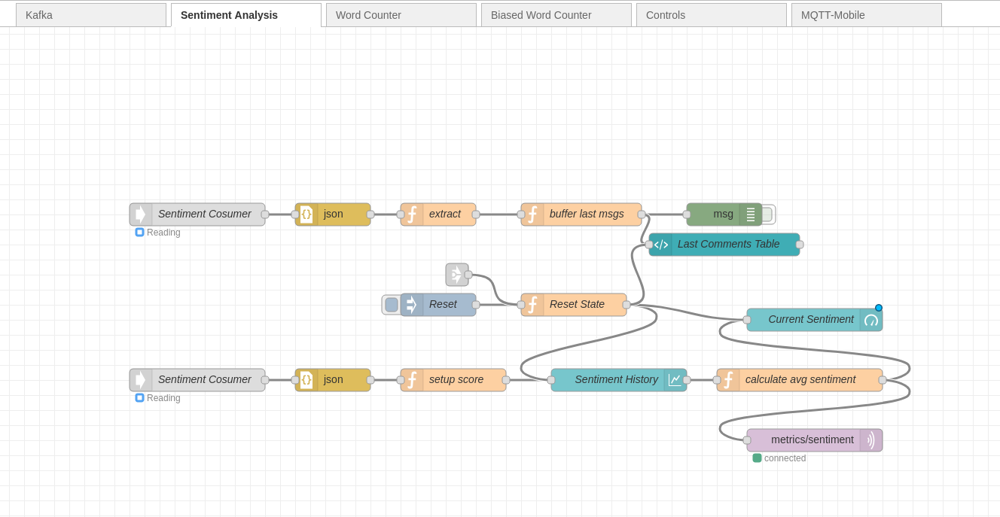 Kafka
Sentiment Analysis
Word Counter
Biased Word Counter
Controls
MQTT-Mobile
Sentiment Cosumer
json
extract
buffer last msgs
msg
Reading
Last Comments Table
Reset
Reset State
Current Sentiment
Sentiment Cosumer
json
setup score
Sentiment History
calculate avg sentiment
Reading
metrics/sentiment
connected